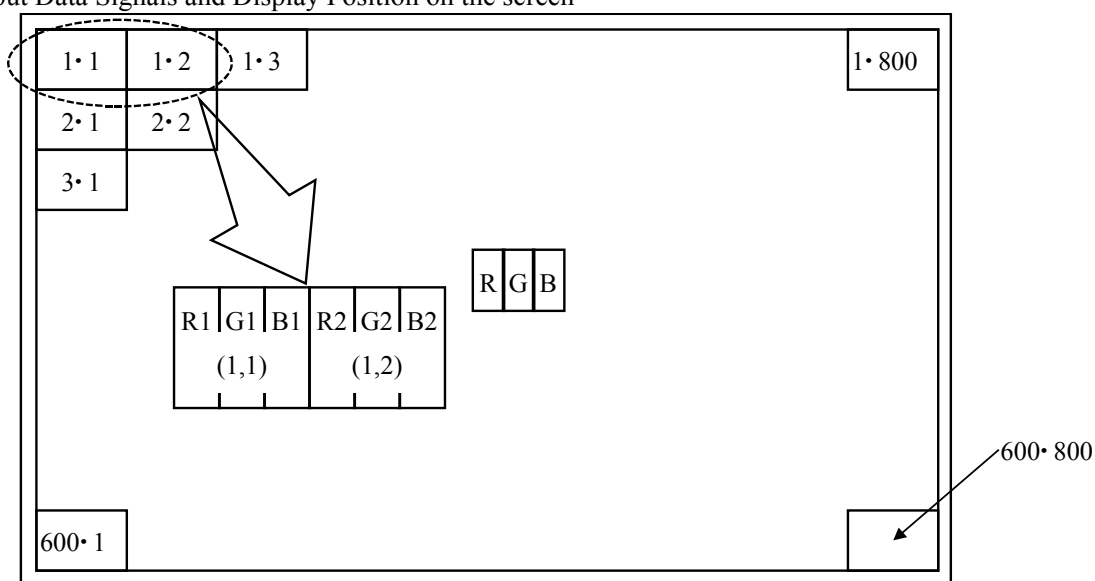 out Data Signals and Display Position on the screen
1• 1 1• 2 1• 3 1• 800
2• 1 2• 2
3• 1
R G B
R1 G1 B1 R2 G2 B2
(1,1) (1,2)
600• 800
600• 1